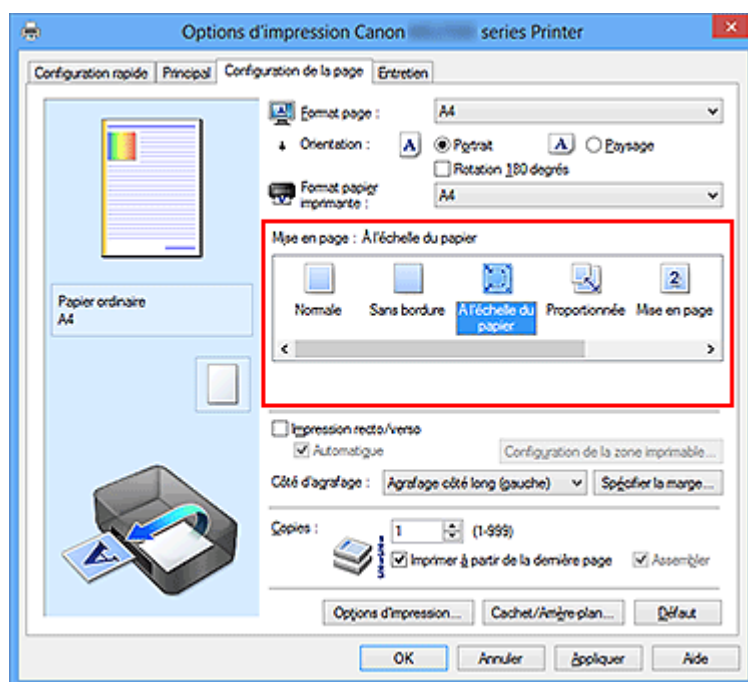 Options d'impression Canon series Printer
Configuration rapide Principal Configuration de la page Entretien
Format page : A4
Orientation : A Portrait A Paysage
Rotation 180 degrés
Format papier
imprimante : A4
Mise en page : À l'échelle du papier
2
Normale Sans bordure À l'échelle du Proportionnée Mise en page
papier
Papier ordinaire
A4
Impression recto/verso
Automatique Configuration de la zone imprimable...
Côté d'agrafage : Agrafage côté long (gauche) Spécifier la marge...
Copies : 1 (1-999)
Imprimer à partir de la dernière page Assembler
Options d'impression... Cachet/Arrière-plan... Défaut
OK Annuler Appliquer Aide